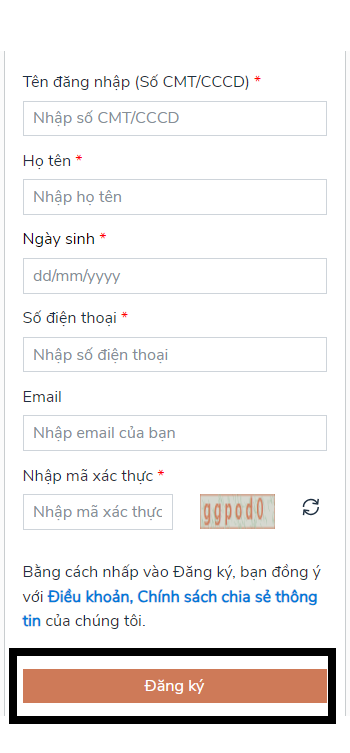 Tên đăng nhập (Số CMT/CCCD) *
Nhập số CMT/CCCD
Họ tên *
Nhập họ tên
Ngày sinh *
dd/mm/yyyy
Số điện thoại *
Nhập số điện thoại
Email
Nhập email của bạn
Nhập mã xác thực *
Nhập mã xác thực ggpod0
Bằng cách nhấp vào Đăng ký, bạn đồng ý
với Điều khoản, Chính sách chia sẻ thông
tin của chúng tôi.
Đăng ký